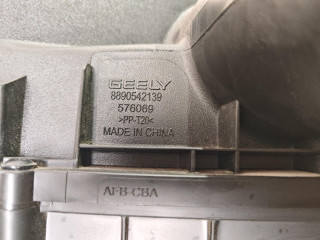 GEELY
8890542139
576069
>PP-T20<
MADE IN CHINA
AFB-CBA